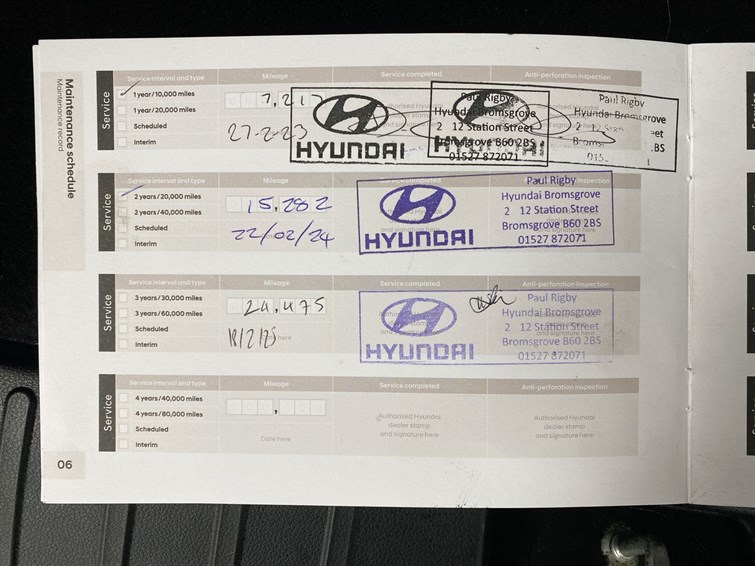 Maintenance schedule
Maintenance record
Service
Service interval and type Mileage Service completed Anti-perforation inspection
1 year/10,000 miles
1 year/20,000 miles
Scheduled
Interim
7,217
27-2-23
HYUNDAI
Paul Rigby
Hyundai Bromsgrove
2 12 Station Street
Bromsgrove B60 2BS
01527 872071
Paul Rigby
Hyundai Bromsgrove
2 12 Stan
BS
Service
Service interval and type Mileage
2 years/20,000 miles
2 years/40,000 miles
Scheduled
Interim
15,282
22/02/24
HYUNDAI
Paul Rigby
Hyundai Bromsgrove
2 12 Station Street
Bromsgrove B60 2BS
01527 872071
Service
Service interval and type Mileage Service completed Anti-perforation inspection
3 years/30,000 miles
3 years/60,000 miles
Scheduled
Interim
24,475
18/2/25
HYUNDAI
Paul Rigby
Hyundai Bromsgrove
2 12 Station Street
Bromsgrove B60 2BS
01527 872071
Service
Service interval and type Mileage Service completed Anti-perforation inspection
4 years/40,000 miles
4 years/80,000 miles
Scheduled
Interim
,
Date here
Authorised Hyundai
dealer stamp
and signature here
Authorised Hyundai
dealer stamp
and signature here
06